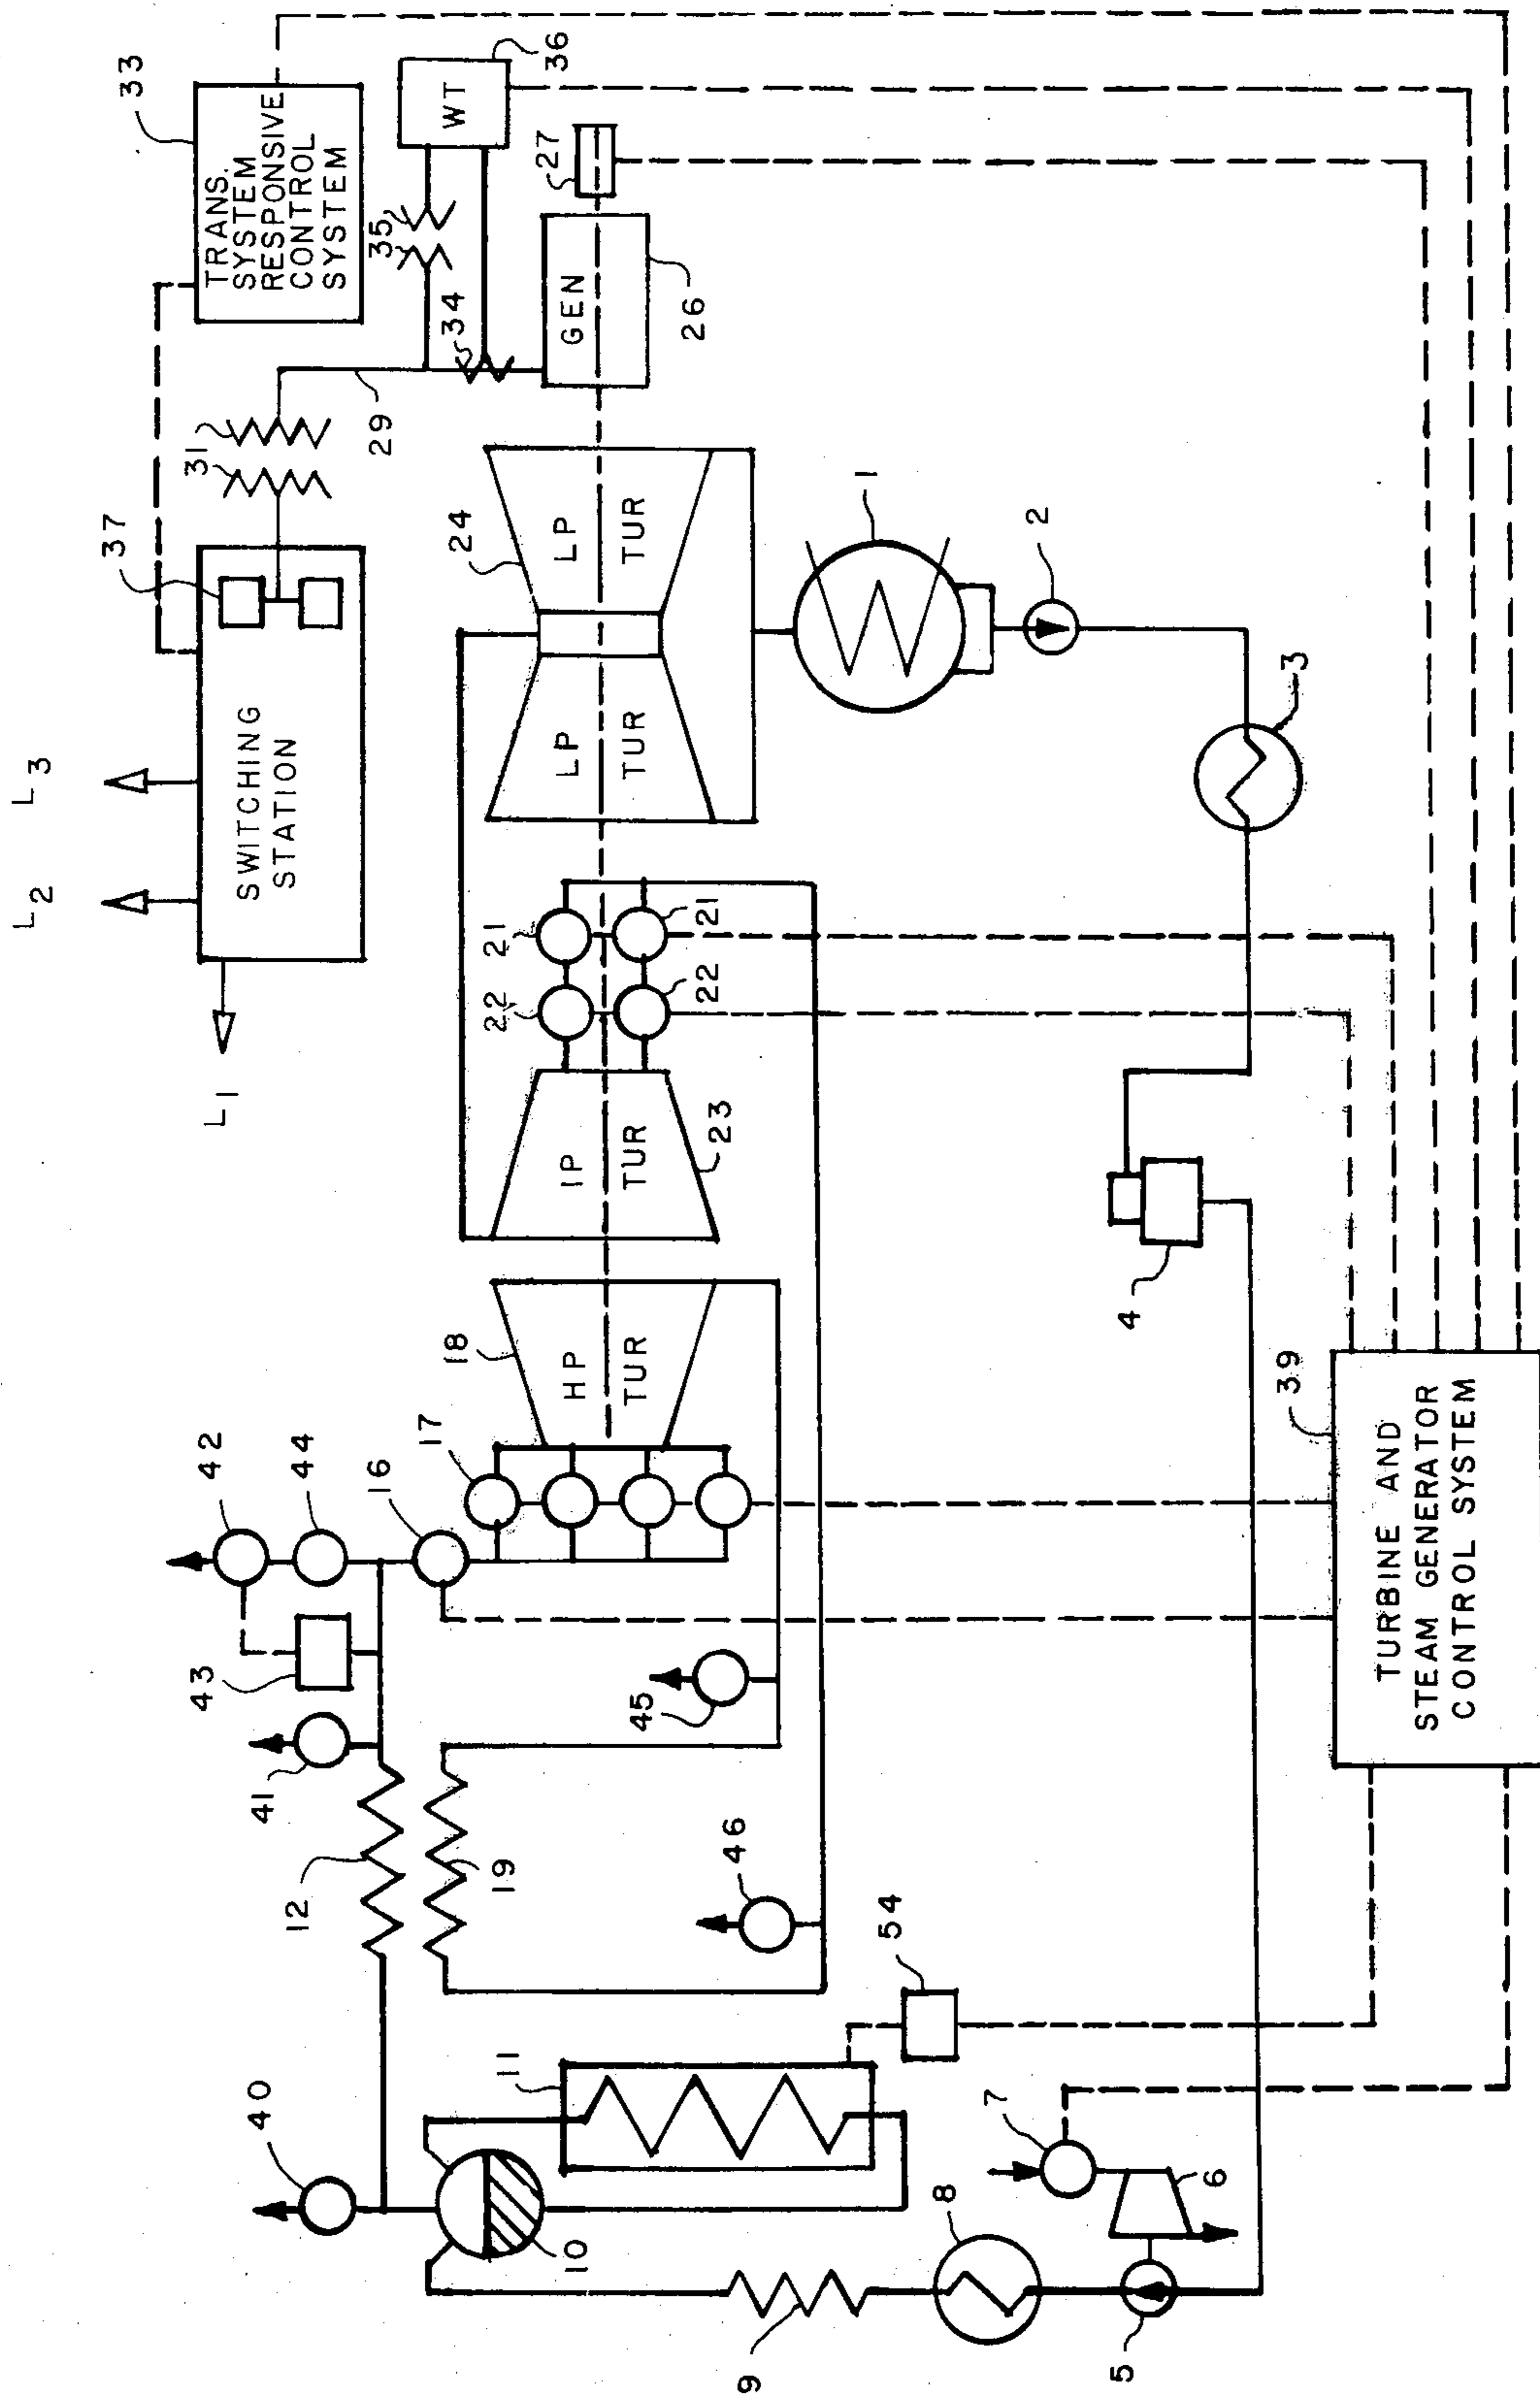 33
TRANS.
SYSTEM
RESPONSIVE
CONTROL
SYSTEM
36
WT
35
27
34
GEN
26
29
31
37
SWITCHING
STATION
L3
L2
L1
24
LP
TUR
LP
TUR
1
2
3
21
21
22
22
IP
TUR
23
4
18
HP
TUR
17
16
42
44
43
41
45
12
19
46
39
TURBINE AND
STEAM GENERATOR
CONTROL SYSTEM
54
11
40
10
7
6
8
5
9